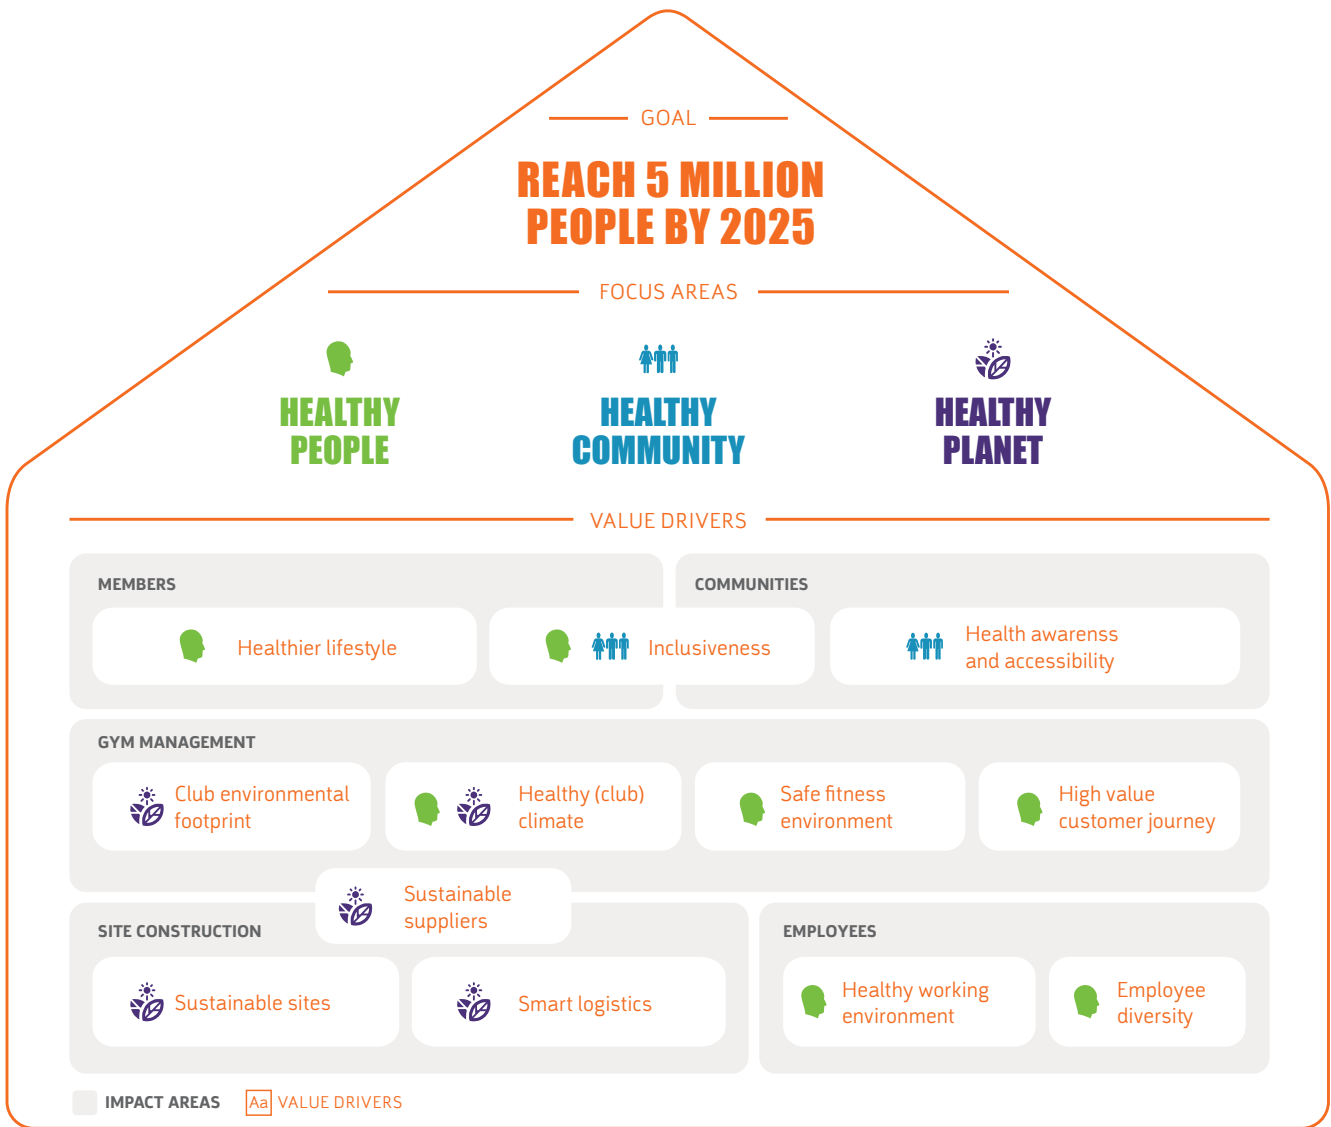 GOAL
REACH 5 MILLION
PEOPLE BY 2025
FOCUS AREAS
HEALTHY
PEOPLE
HEALTHY
COMMUNITY
HEALTHY
PLANET
VALUE DRIVERS
MEMBERS
Healthier lifestyle
Inclusiveness
COMMUNITIES
Health awarenss
and accessibility
GYM MANAGEMENT
Club environmental
footprint
Healthy (club)
climate
Safe fitness
environment
High value
customer journey
Sustainable
suppliers
SITE CONSTRUCTION
Sustainable sites
Smart logistics
EMPLOYEES
Healthy working
environment
Employee
diversity
IMPACT AREAS
Aa VALUE DRIVERS